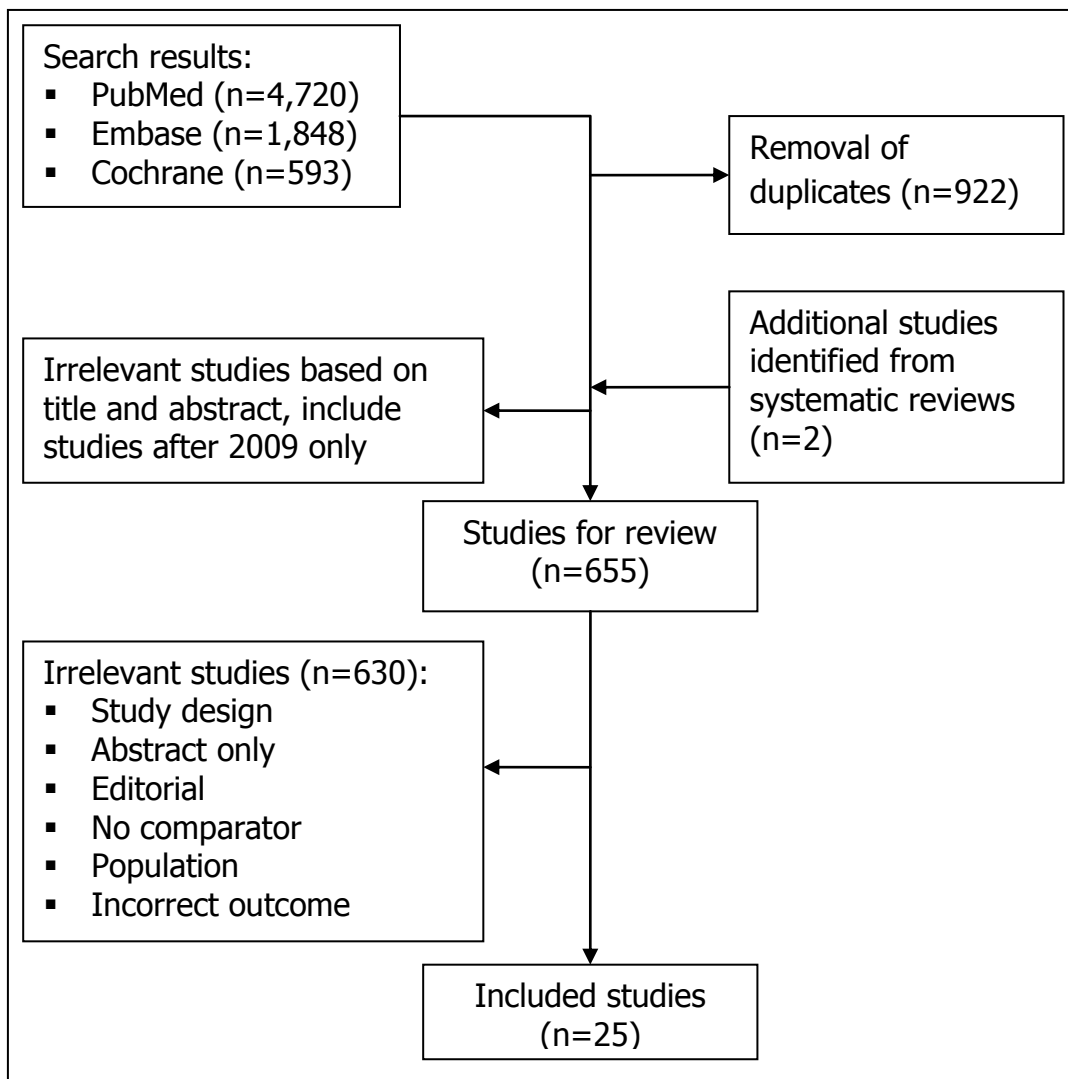 Search results:
▪ PubMed (n=4,720)
▪ Embase (n=1,848)
▪ Cochrane (n=593)
Removal of
duplicates (n=922)
Additional studies
identified from
systematic reviews
(n=2)
Irrelevant studies based on
title and abstract, include
studies after 2009 only
Studies for review
(n=655)
Irrelevant studies (n=630):
▪ Study design
▪ Abstract only
▪ Editorial
▪ No comparator
▪ Population
▪ Incorrect outcome
Included studies
(n=25)